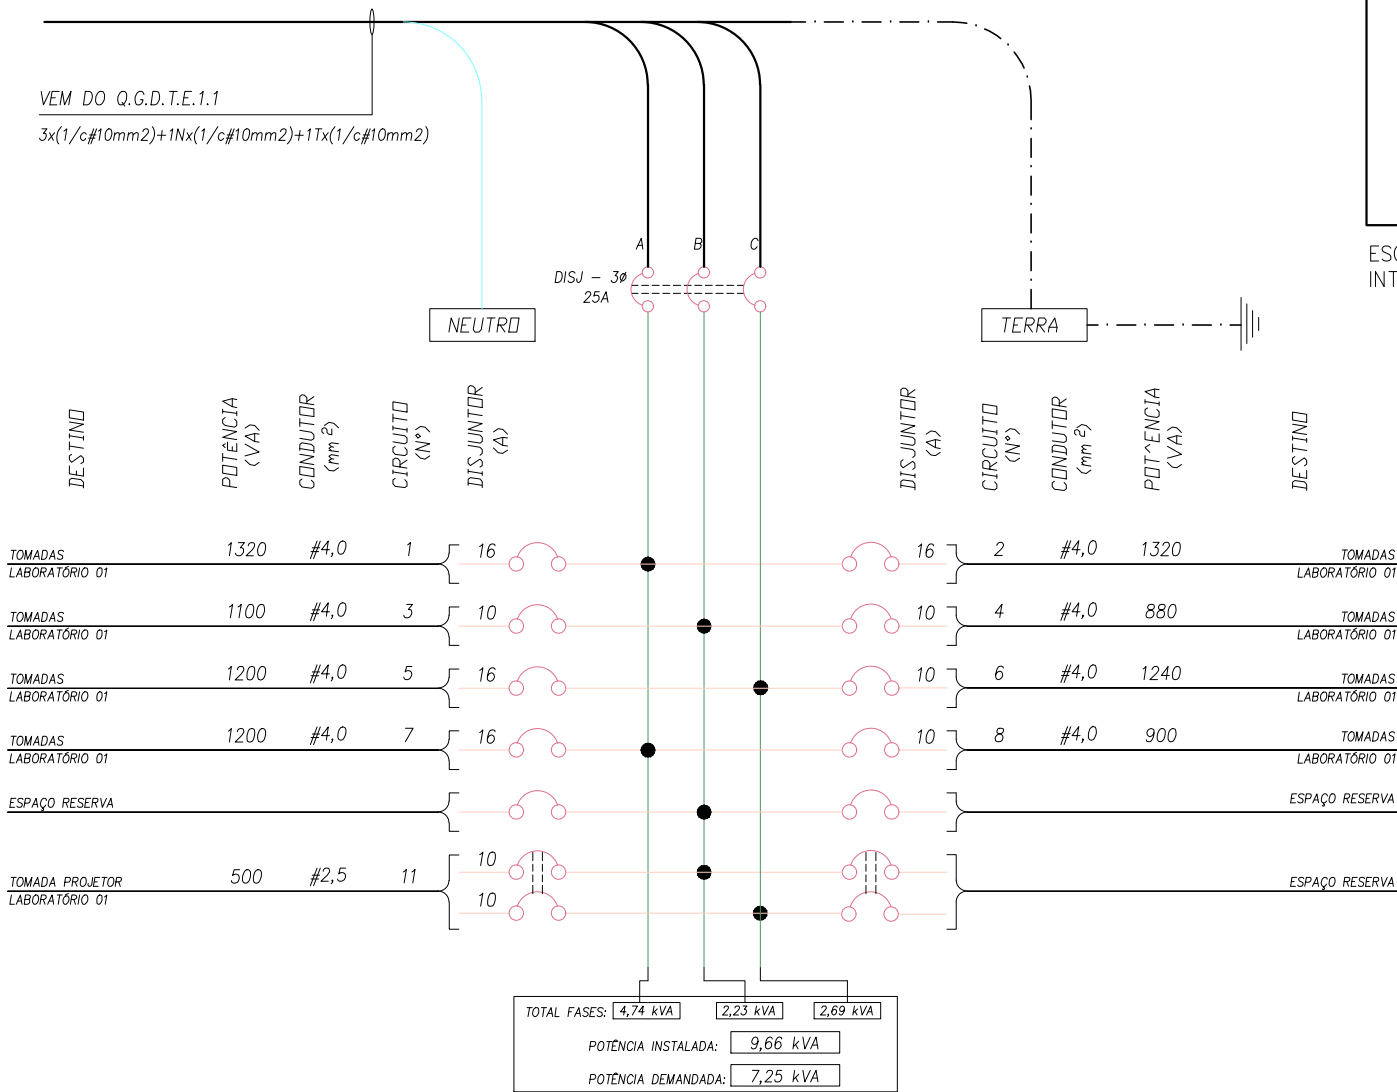 VEM DO Q.G.D.T.E.1.1
3x(1/c#10mm2)+1Nx(1/c#10mm2)+1Tx(1/c#10mm2)
A B C
DISJ - 3ø
25A
ESC
INT
NEUTRO
TERRA
DESTINO
POTÊNCIA
(VA)
CONDUTOR
(mm 2)
CIRCUITO
(N°)
DISJUNTOR
(A)
DISJUNTOR
(A)
CIRCUITO
(N°)
CONDUTOR
(mm 2)
POT^ENCIA
(VA)
DESTINO
TOMADAS 1320 #4,0 1 16 16 2 #4,0 1320 TOMADAS
LABORATÓRIO 01 LABORATÓRIO 01
TOMADAS 1100 #4,0 3 10 10 4 #4,0 880 TOMADAS
LABORATÓRIO 01 LABORATÓRIO 01
TOMADAS 1200 #4,0 5 16 10 6 #4,0 1240 TOMADAS
LABORATÓRIO 01 LABORATÓRIO 01
TOMADAS 1200 #4,0 7 16 10 8 #4,0 900 TOMADAS
LABORATÓRIO 01 LABORATÓRIO 01
ESPAÇO RESERVA ESPAÇO RESERVA
TOMADA PROJETOR 500 #2,5 11 10 ESPAÇO RESERVA
LABORATÓRIO 01 10
TOTAL FASES: 4,74 kVA 2,23 kVA 2,69 kVA
POTÊNCIA INSTALADA: 9,66 kVA
POTÊNCIA DEMANDADA: 7,25 kVA